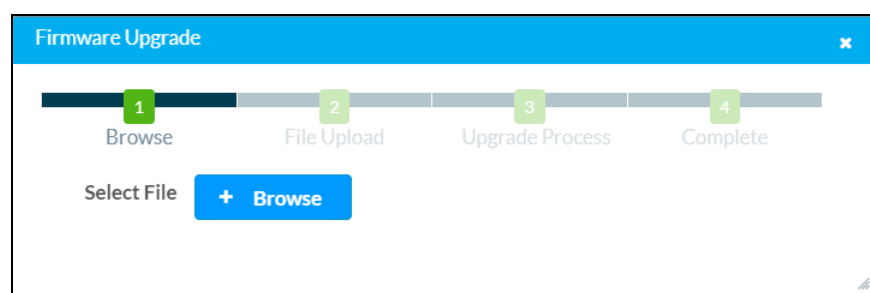 Firmware Upgrade ×
1 2 3 4
Browse File Upload Upgrade Process Complete
Select File + Browse